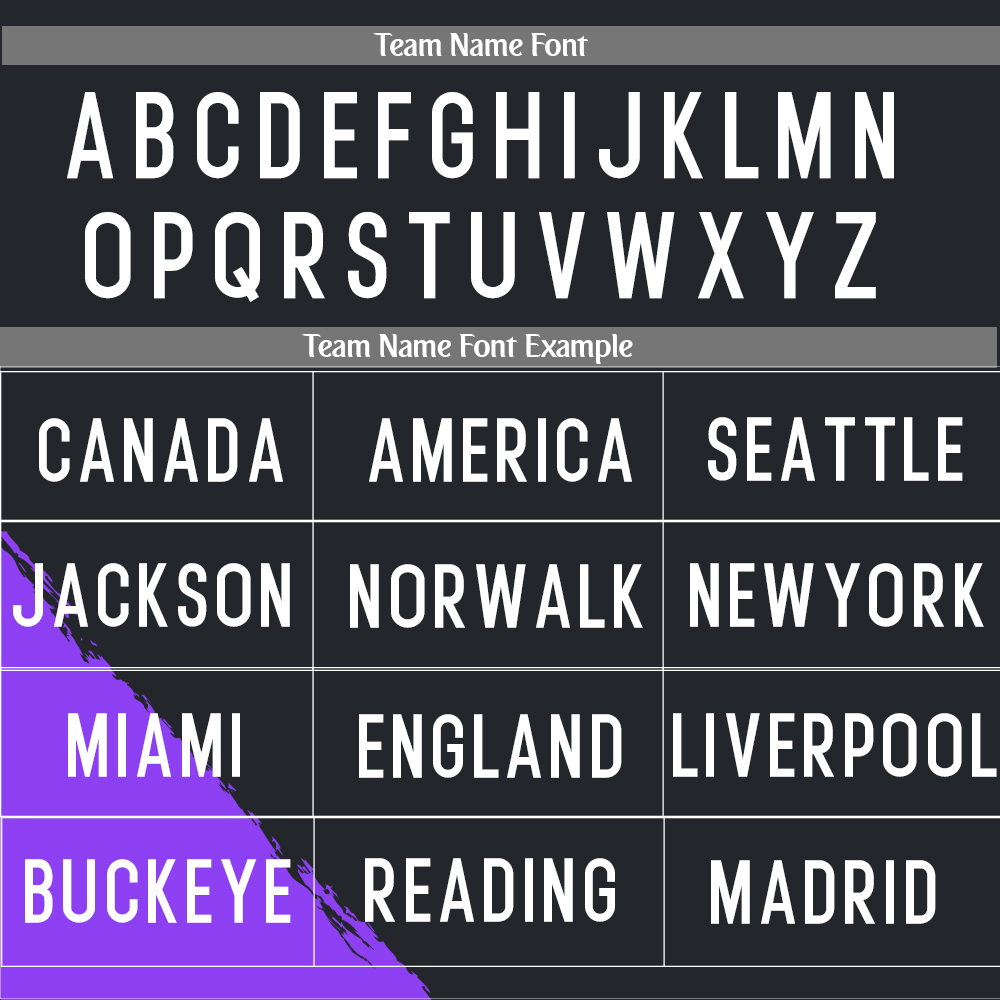 Team Name Font
ABCDEFGHIJKLMN
OPQRSTUVWXYZ
Team Name Font Example
CANADA AMERICA SEATTLE
JACKSON NORWALK NEWYORK
MIAMI ENGLAND LIVERPOOL
BUCKEYE READING MADRID